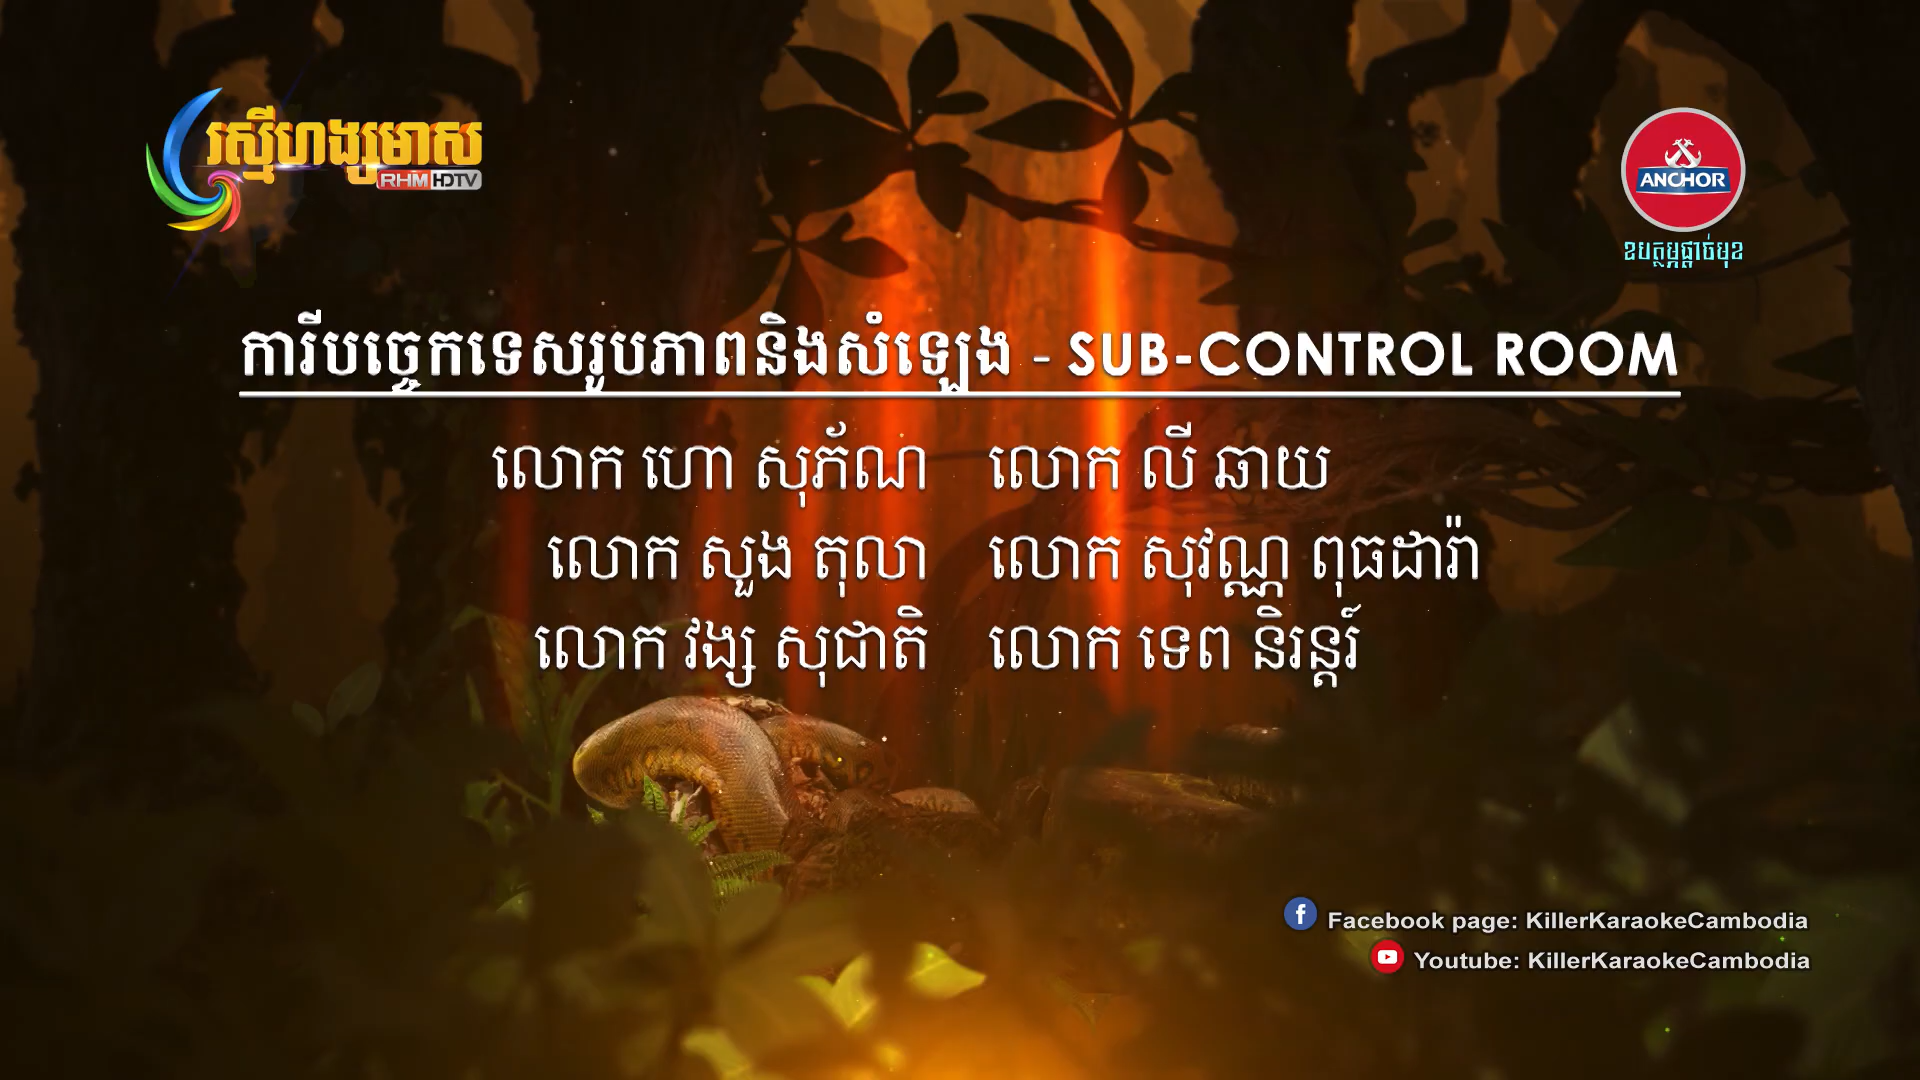 រស្មីហង្សមាស
RHM HDTV
ANCHOR
ឧបត្ថម្ភផ្តាច់មុខ
ការីបច្ចេកទេសរូបភាពនិងសំឡេង - SUB-CONTROL ROOM
លោក ហោ សុភ័ណ លោក លី ឆាយ
លោក សួង តុលា លោក សុវណ្ណ ពុធដារ៉ា
លោក វង្ស សុជាតិ លោក ទេព និរន្តរ៍
Facebook page: KillerKaraokeCambodia
Youtube: KillerKaraokeCambodia